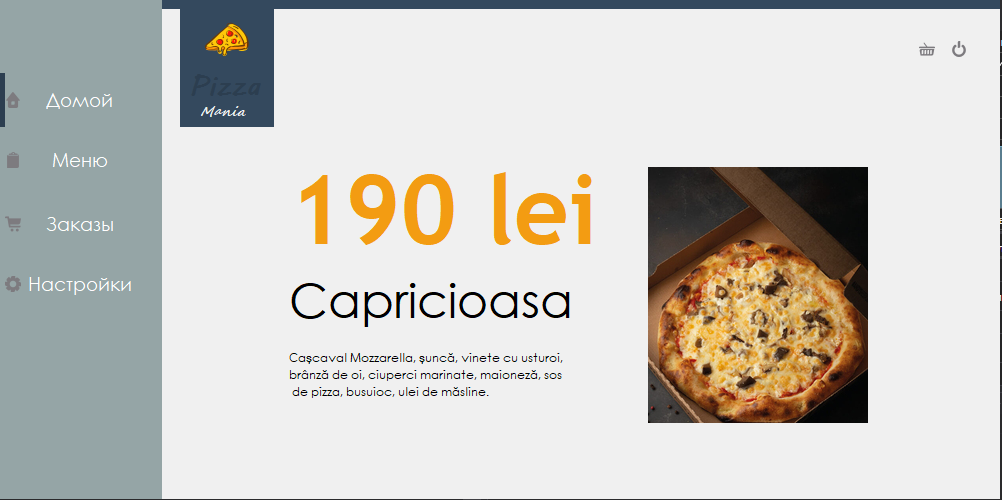 Домой
Меню
Заказы
Настройки
Pizza
Mania
190 lei
Capricioasa
Cașcaval Mozzarella, șuncă, vinete cu usturoi,
brânză de oi, ciuperci marinate, maioneză, sos
de pizza, busuioc, ulei de măsline.